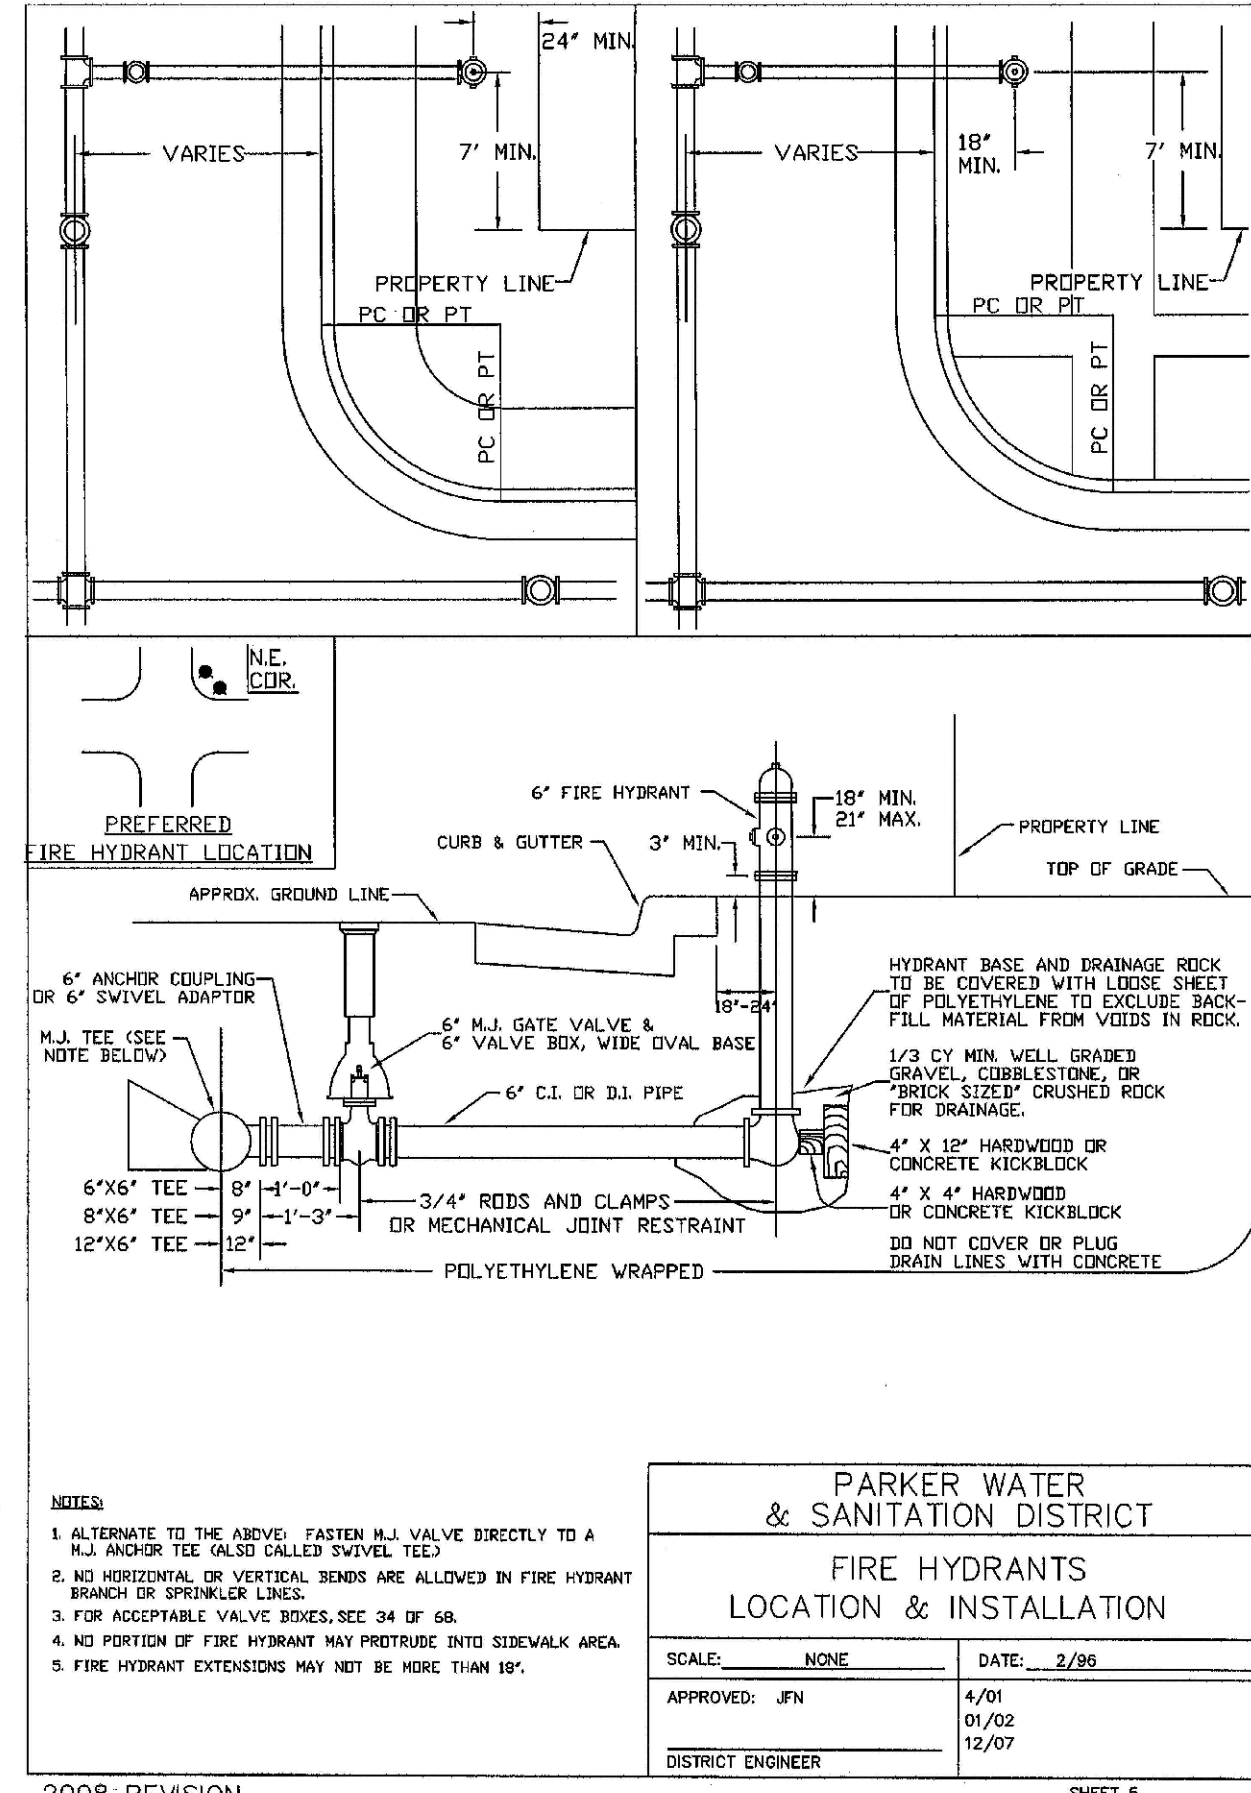 24" MIN.
7' MIN.
VARIES
PROPERTY LINE
PC OR PT
PC OR PT
VARIES
18"
MIN.
7' MIN.
PROPERTY LINE
PC OR PT
PC OR PT
N.E.
COR.
PREFERRED
FIRE HYDRANT LOCATION
6" FIRE HYDRANT
18" MIN.
21" MAX.
CURB & GUTTER
3" MIN.
PROPERTY LINE
TOP OF GRADE
APPROX. GROUND LINE
6" ANCHOR COUPLING
OR 6" SWIVEL ADAPTOR
M.J. TEE (SEE
NOTE BELOW)
18"-24"
6" M.J. GATE VALVE &
6" VALVE BOX, WIDE OVAL BASE
6" C.I. OR D.I. PIPE
HYDRANT BASE AND DRAINAGE ROCK
TO BE COVERED WITH LOOSE SHEET
OF POLYETHYLENE TO EXCLUDE BACK-
FILL MATERIAL FROM VOIDS IN ROCK.
1/3 CY MIN. WELL GRADED
GRAVEL, COBBLESTONE, OR
"BRICK SIZED" CRUSHED ROCK
FOR DRAINAGE.
4" X 12" HARDWOOD OR
CONCRETE KICKBLOCK
4" X 4" HARDWOOD
OR CONCRETE KICKBLOCK
DO NOT COVER OR PLUG
DRAIN LINES WITH CONCRETE
6"X6" TEE 8" 1'-0"
8"X6" TEE 9" 1'-3"
12"X6" TEE 12"
3/4" RODS AND CLAMPS
OR MECHANICAL JOINT RESTRAINT
POLYETHYLENE WRAPPED
NOTES:
1. ALTERNATE TO THE ABOVE: FASTEN M.J. VALVE DIRECTLY TO A
M.J. ANCHOR TEE (ALSO CALLED SWIVEL TEE.)
2. NO HORIZONTAL OR VERTICAL BENDS ARE ALLOWED IN FIRE HYDRANT
BRANCH OR SPRINKLER LINES.
3. FOR ACCEPTABLE VALVE BOXES, SEE 34 OF 68.
4. NO PORTION OF FIRE HYDRANT MAY PROTRUDE INTO SIDEWALK AREA.
5. FIRE HYDRANT EXTENSIONS MAY NOT BE MORE THAN 18".
PARKER WATER
& SANITATION DISTRICT
FIRE HYDRANTS
LOCATION & INSTALLATION
SCALE: NONE
DATE: 2/96
APPROVED: JFN
4/01
01/02
12/07
DISTRICT ENGINEER
2008 REVISION
SHEET